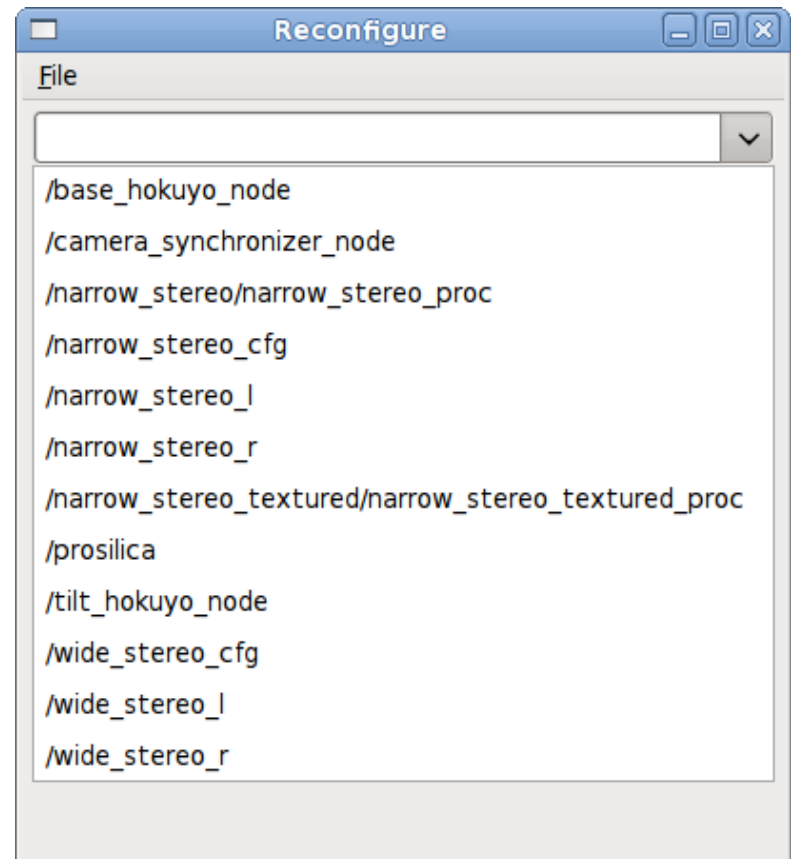 Reconfigure
File
/base_hokuyo_node
/camera_synchronizer_node
/narrow_stereo/narrow_stereo_proc
/narrow_stereo_cfg
/narrow_stereo_l
/narrow_stereo_r
/narrow_stereo_textured/narrow_stereo_textured_proc
/prosilica
/tilt_hokuyo_node
/wide_stereo_cfg
/wide_stereo_l
/wide_stereo_r